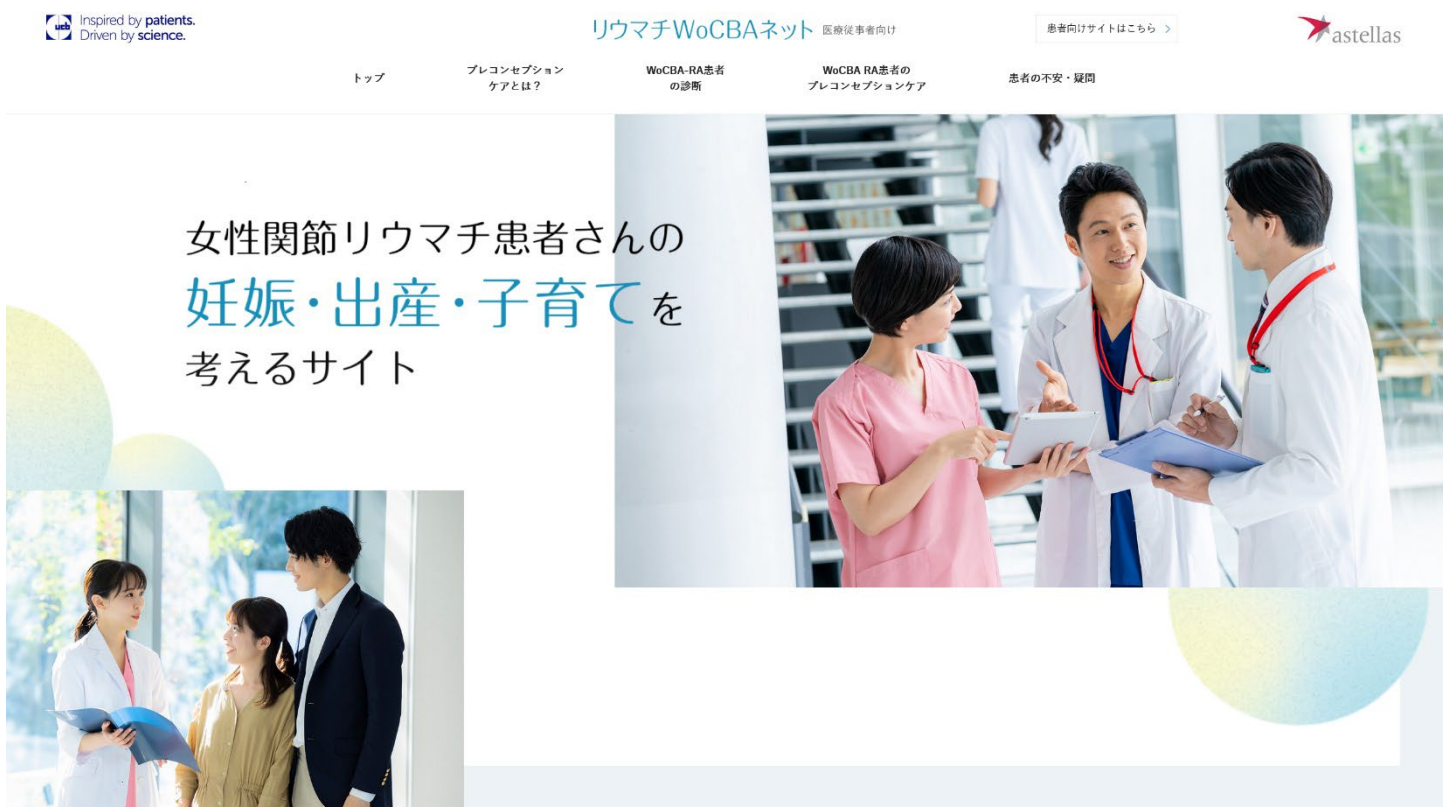 ucb
Inspired by patients.
Driven by science.
リウマチWoCBAネット 医療従事者向け
患者向けサイトはこちら
astellas
トップ
プレコンセプション
ケアとは？
WoCBA-RA患者
の診断
WoCBA RA患者の
プレコンセプションケア
患者の不安・疑問
女性関節リウマチ患者さんの
妊娠・出産・子育てを
考えるサイト